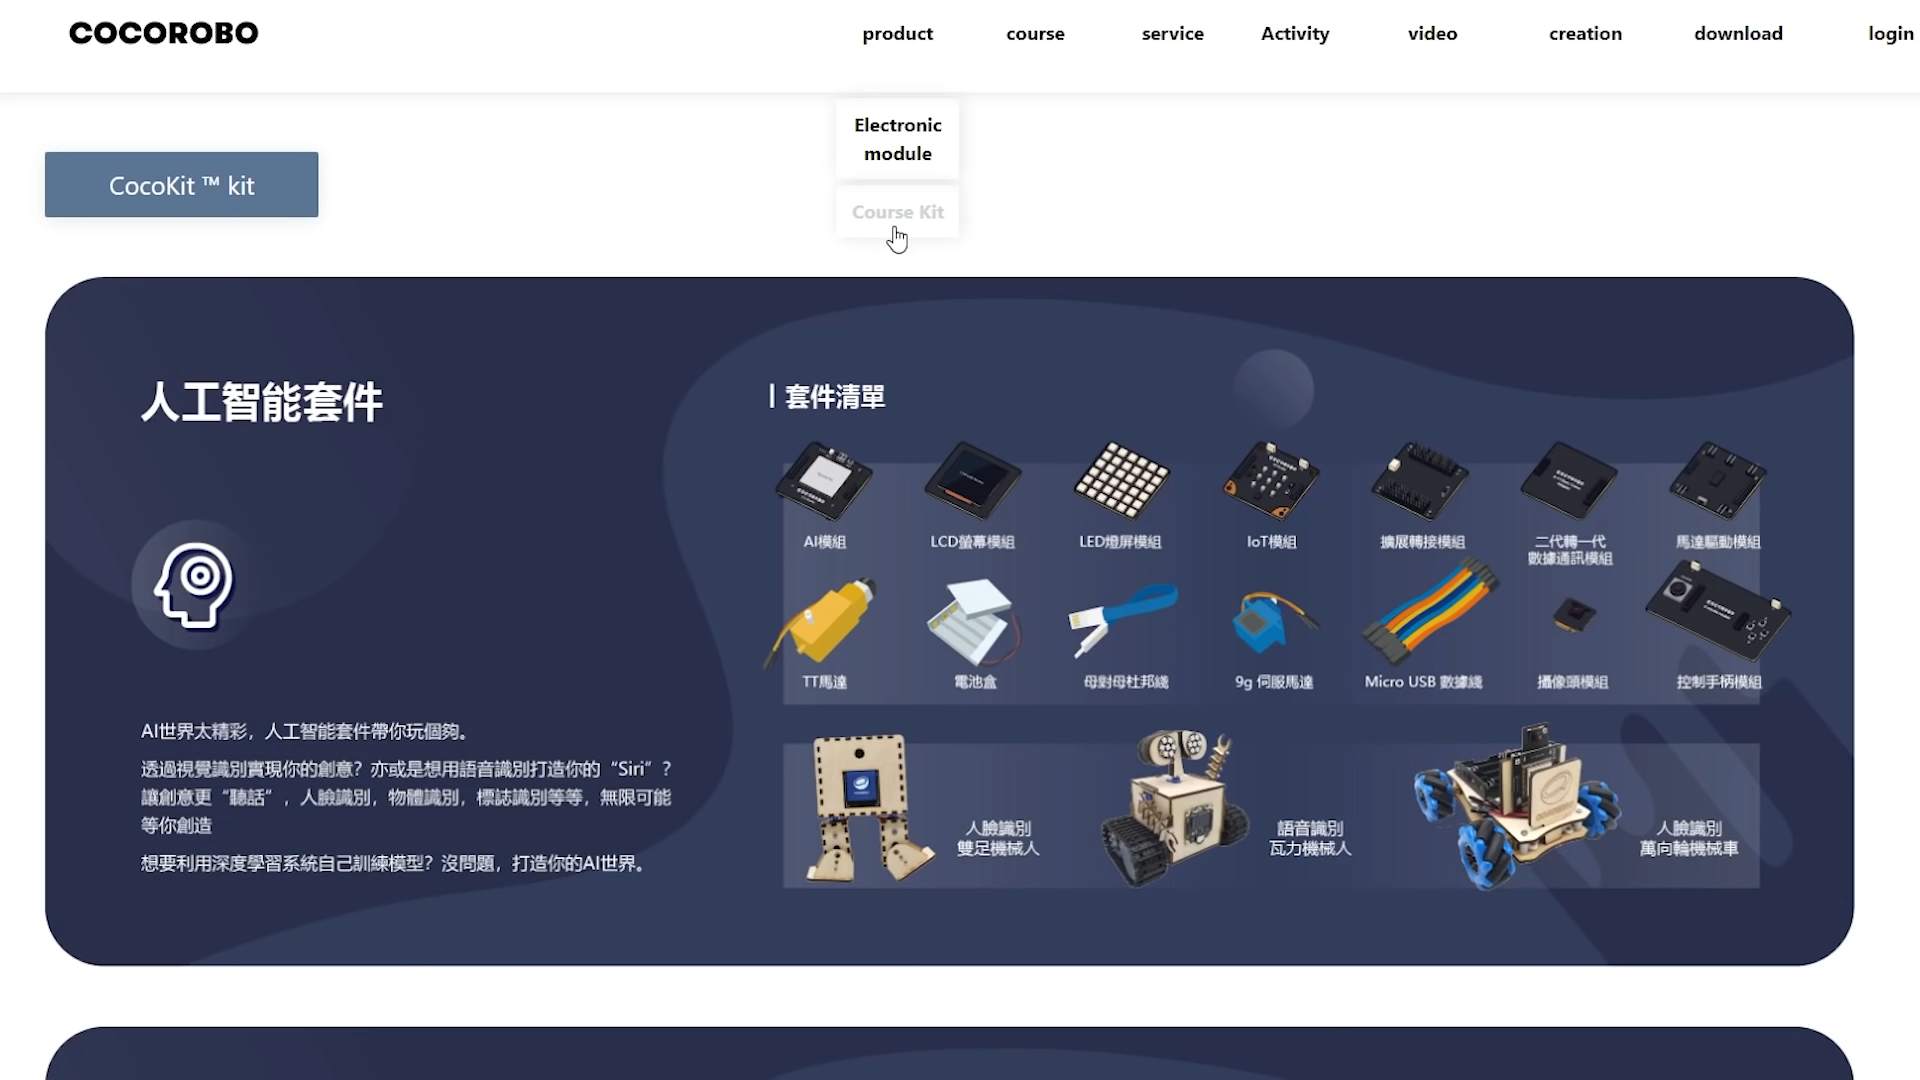 COCOROBO
product
course
service
Activity
video
creation
download
login
Electronic
module
Course Kit
CocoKit ™ kit
人工智能套件
套件清單
AI模組
LCD螢幕模組
LED燈屏模組
IoT模組
擴展轉接模組
二代轉一代
數據通訊模組
馬達驅動模組
TT馬達
電池盒
母對母杜邦綫
9g 伺服馬達
Micro USB 數據綫
攝像頭模組
控制手柄模組
AI世界太精彩，人工智能套件帶你玩個夠。
透過視覺識別實現你的創意？亦或是想用語音識別打造你的“Siri”？
讓創意更“聽話”，人臉識別，物體識別，標誌識別等等，無限可能
等你創造
想要利用深度學習系統自己訓練模型？沒問題，打造你的AI世界。
人臉識別
雙足機械人
語音識別
瓦力機械人
人臉識別
萬向輪機械車